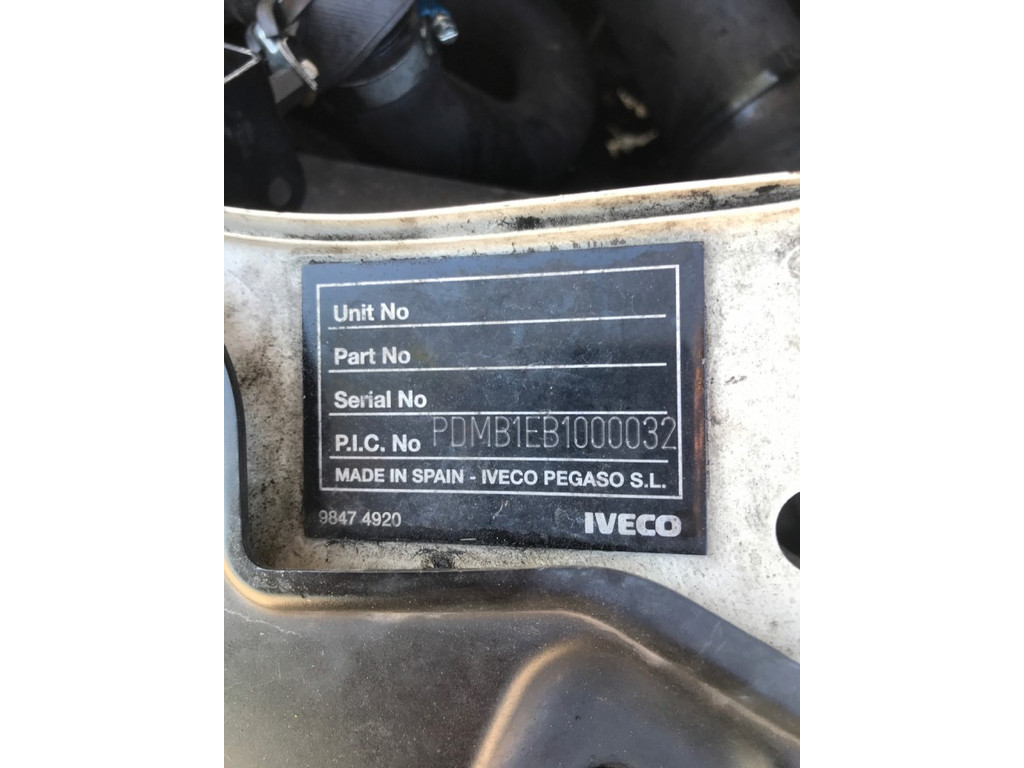 Unit No
Part No
Serial No
P.I.C. No PDMB1EB1000032
MADE IN SPAIN - IVECO PEGASO S.L.
9847 4920 IVECO